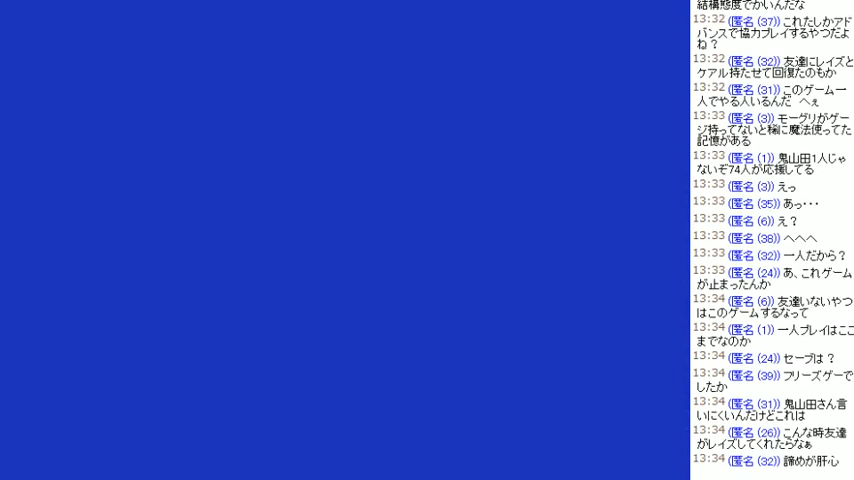 結構態度でかいんだな
13:32 (匿名 (37)) これたしかアド
バンスで協力プレイするやつだよ
ね？
13:32 (匿名 (32)) 友達にレイズと
ケアル持たせて回復たのもか
13:32 (匿名 (31)) このゲーム一
人でやる人いるんだ　へぇ
13:33 (匿名 (3)) モーグリがゲー
ジ持ってないと稀に魔法使ってた
記憶がある
13:33 (匿名 (1)) 鬼山田1人じゃ
ないぞ74人が応援してる
13:33 (匿名 (3)) えっ
13:33 (匿名 (35)) あっ・・・
13:33 (匿名 (6)) え？
13:33 (匿名 (38)) へへへ
13:33 (匿名 (32)) 一人だから？
13:33 (匿名 (24)) あ、これゲーム
が止まったんか
13:34 (匿名 (6)) 友達いないやつ
はこのゲームするなって
13:34 (匿名 (1)) 一人プレイはここ
までなのか
13:34 (匿名 (24)) セーブは？
13:34 (匿名 (39)) フリーズゲーで
したか
13:34 (匿名 (31)) 鬼山田さん言
いにくいんだけどこれは
13:34 (匿名 (26)) こんな時友達
がレイズしてくれたらなぁ
13:34 (匿名 (32)) 諦めが肝心